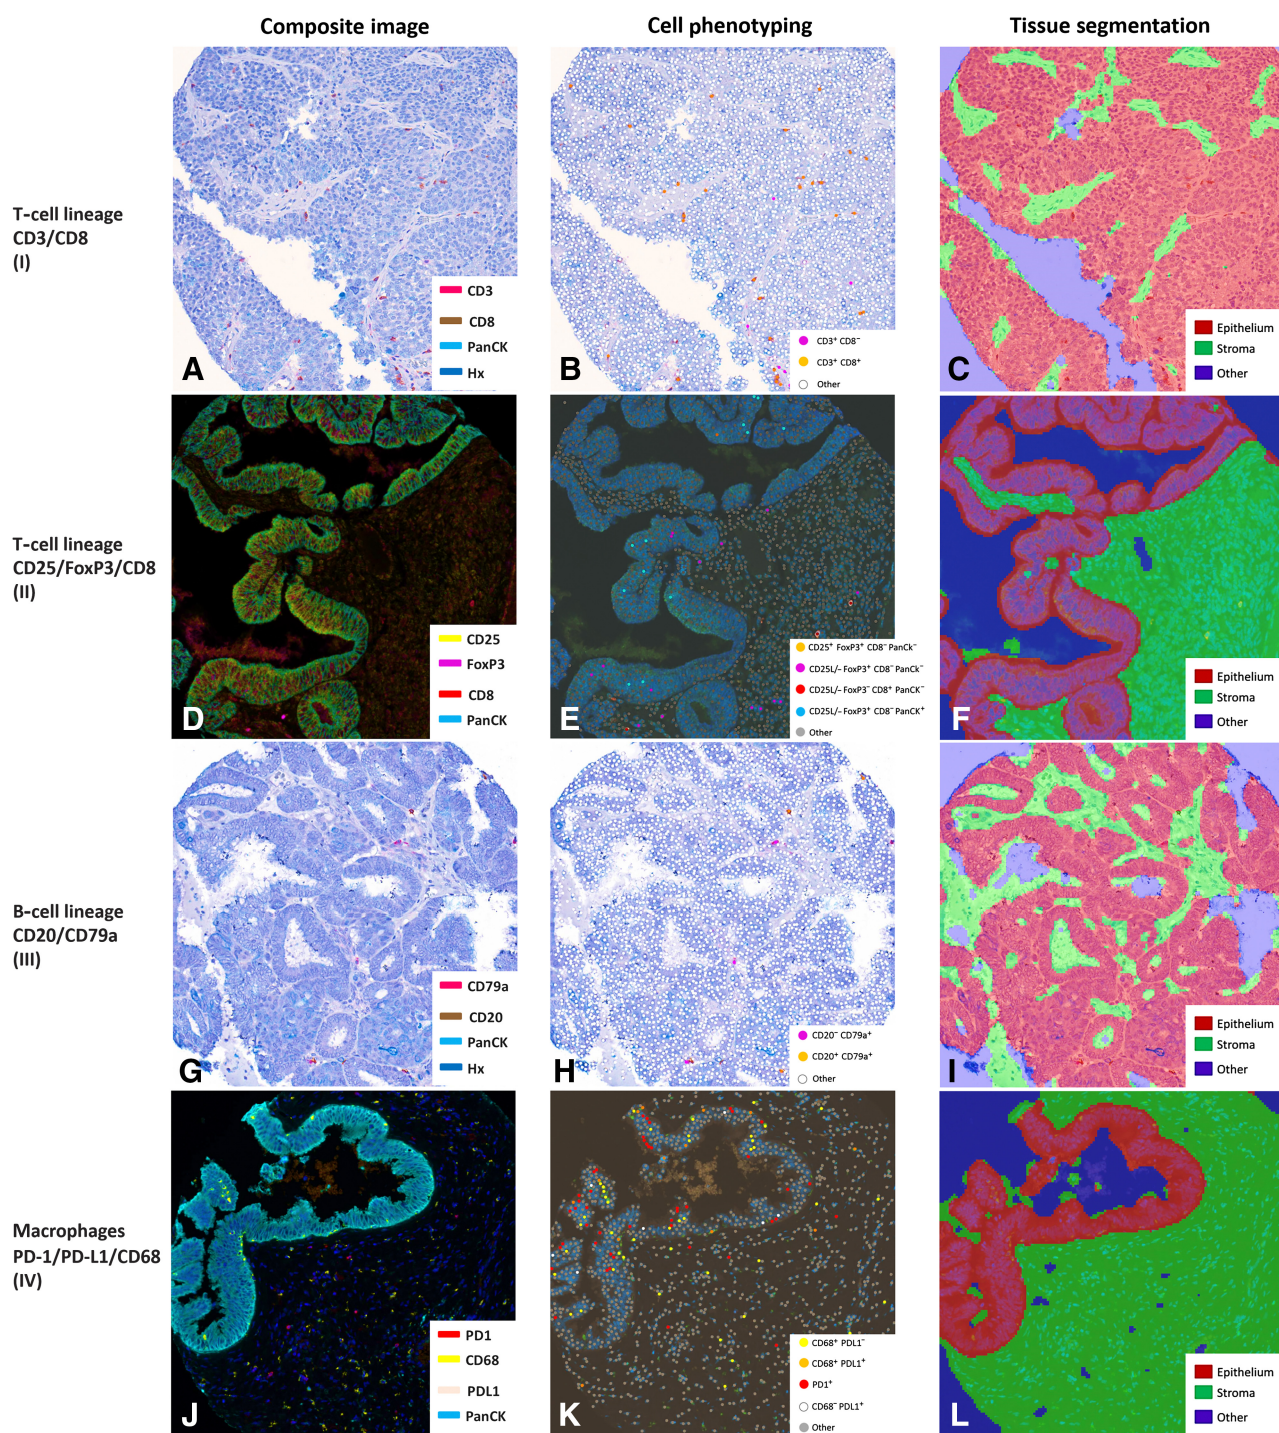 Composite image
Cell phenotyping
Tissue segmentation
T-cell lineage
CD3/CD8
(I)
CD3
CD8
PanCK
Hx
A
CD3⁺ CD8⁻
CD3⁺ CD8⁺
Other
B
Epithelium
Stroma
Other
C
T-cell lineage
CD25/FoxP3/CD8
(II)
CD25
FoxP3
CD8
PanCK
D
CD25⁺ FoxP3⁺ CD8⁻ PanCk⁻
CD25L/– FoxP3⁺ CD8⁻ PanCk⁻
CD25L/– FoxP3⁻ CD8⁺ PanCK⁻
CD25L/– FoxP3⁺ CD8⁻ PanCK⁺
Other
E
Epithelium
Stroma
Other
F
B-cell lineage
CD20/CD79a
(III)
CD79a
CD20
PanCK
Hx
G
CD20⁻ CD79a⁺
CD20⁺ CD79a⁺
Other
H
Epithelium
Stroma
Other
I
Macrophages
PD-1/PD-L1/CD68
(IV)
PD1
CD68
PDL1
PanCK
J
CD68⁺ PDL1⁻
CD68⁺ PDL1⁺
PD1⁺
CD68⁻ PDL1⁺
Other
K
Epithelium
Stroma
Other
L